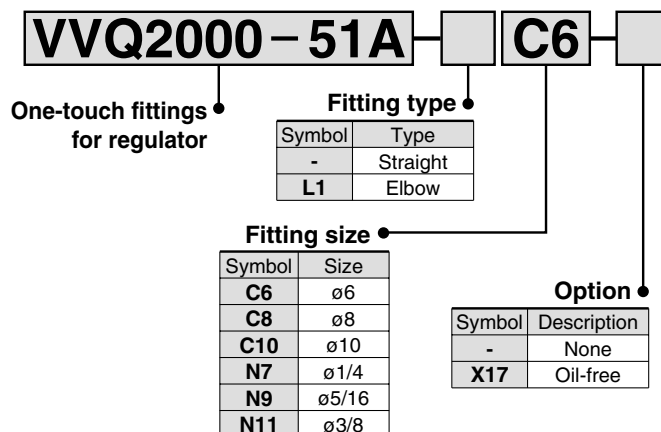 VVQ2000-51A- C6-
One-touch fittings
for regulator
Fitting type
Symbol Type
- Straight
L1 Elbow
Fitting size
Symbol Size
C6 ø6
C8 ø8
C10 ø10
N7 ø1/4
N9 ø5/16
N11 ø3/8
Option
Symbol Description
- None
X17 Oil-free